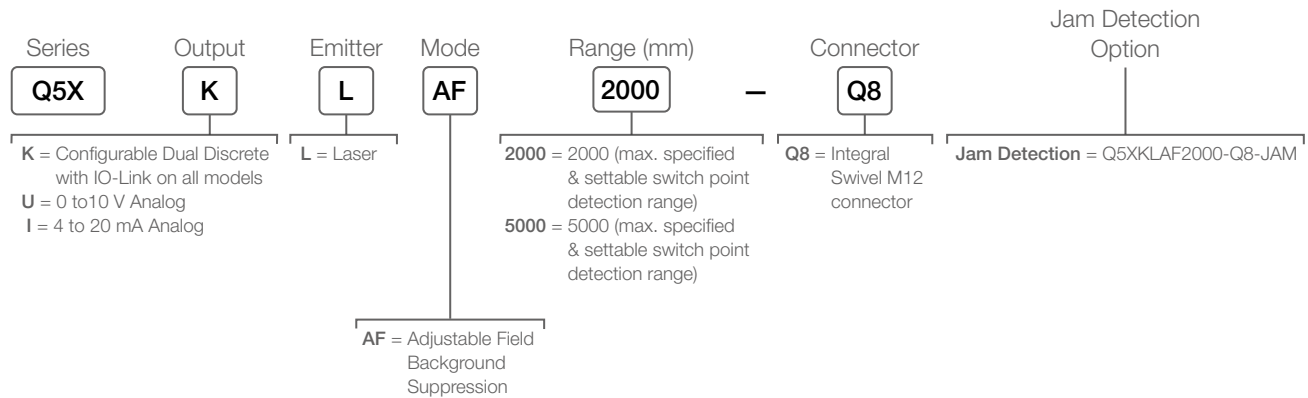 Jam Detection
Option
Series Output Emitter Mode Range (mm) Connector
Q5X K L AF 2000 – Q8
K = Configurable Dual Discrete
with IO-Link on all models
U = 0 to10 V Analog
I = 4 to 20 mA Analog
L = Laser
2000 = 2000 (max. specified
& settable switch point
detection range)
5000 = 5000 (max. specified
& settable switch point
detection range)
Q8 = Integral
Swivel M12
connector
Jam Detection = Q5XKLAF2000-Q8-JAM
AF = Adjustable Field
Background
Suppression